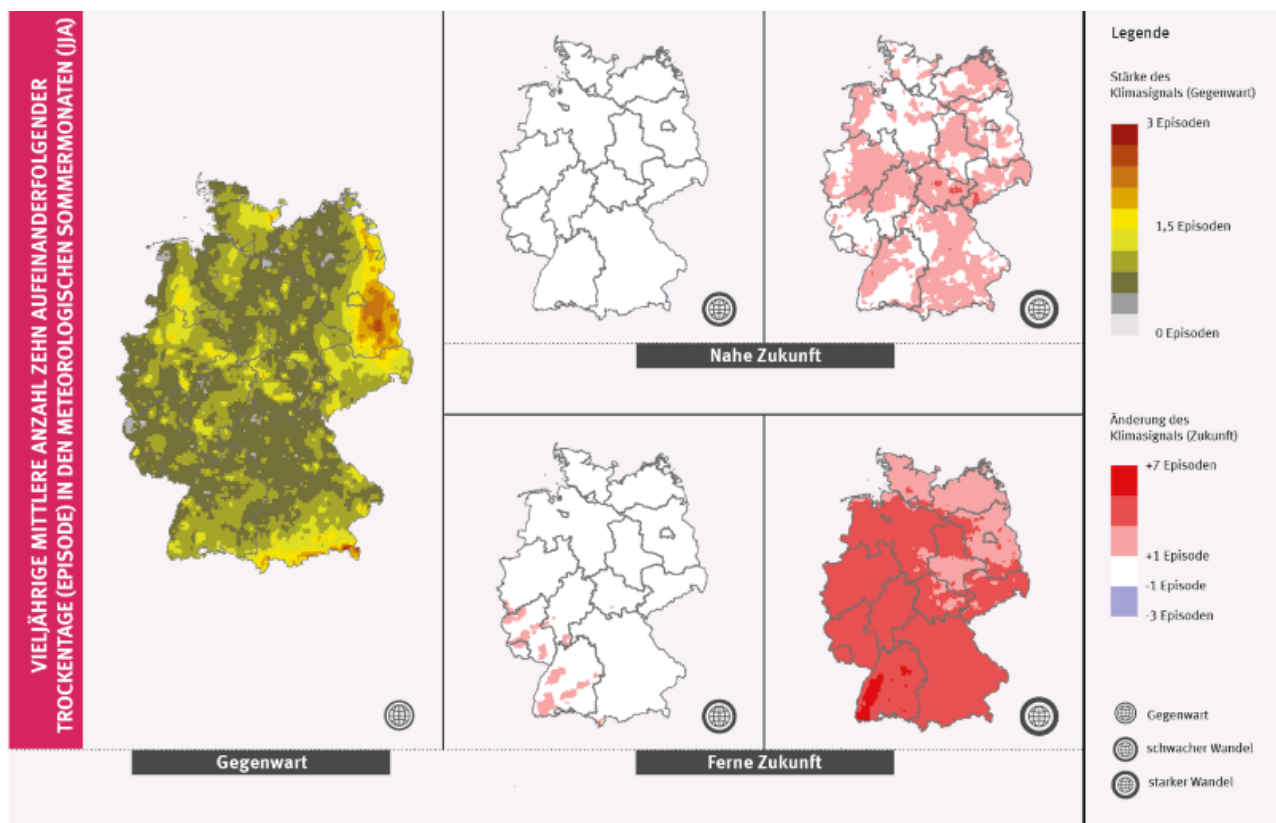 VIELJÄHRIGE MITTLERE ANZAHL ZEHN AUFEINANDERFOLGENDER
TROCKENTAGE (EPISODE) IN DEN METEOROLOGISCHEN SOMMERMONATEN (JJA)
Gegenwart
Nahe Zukunft
Ferne Zukunft
Legende
Stärke des
Klimasignals (Gegenwart)
3 Episoden
1,5 Episoden
0 Episoden
Änderung des
Klimasignals (Zukunft)
+7 Episoden
+1 Episode
-1 Episode
-3 Episoden
Gegenwart
schwacher Wandel
starker Wandel